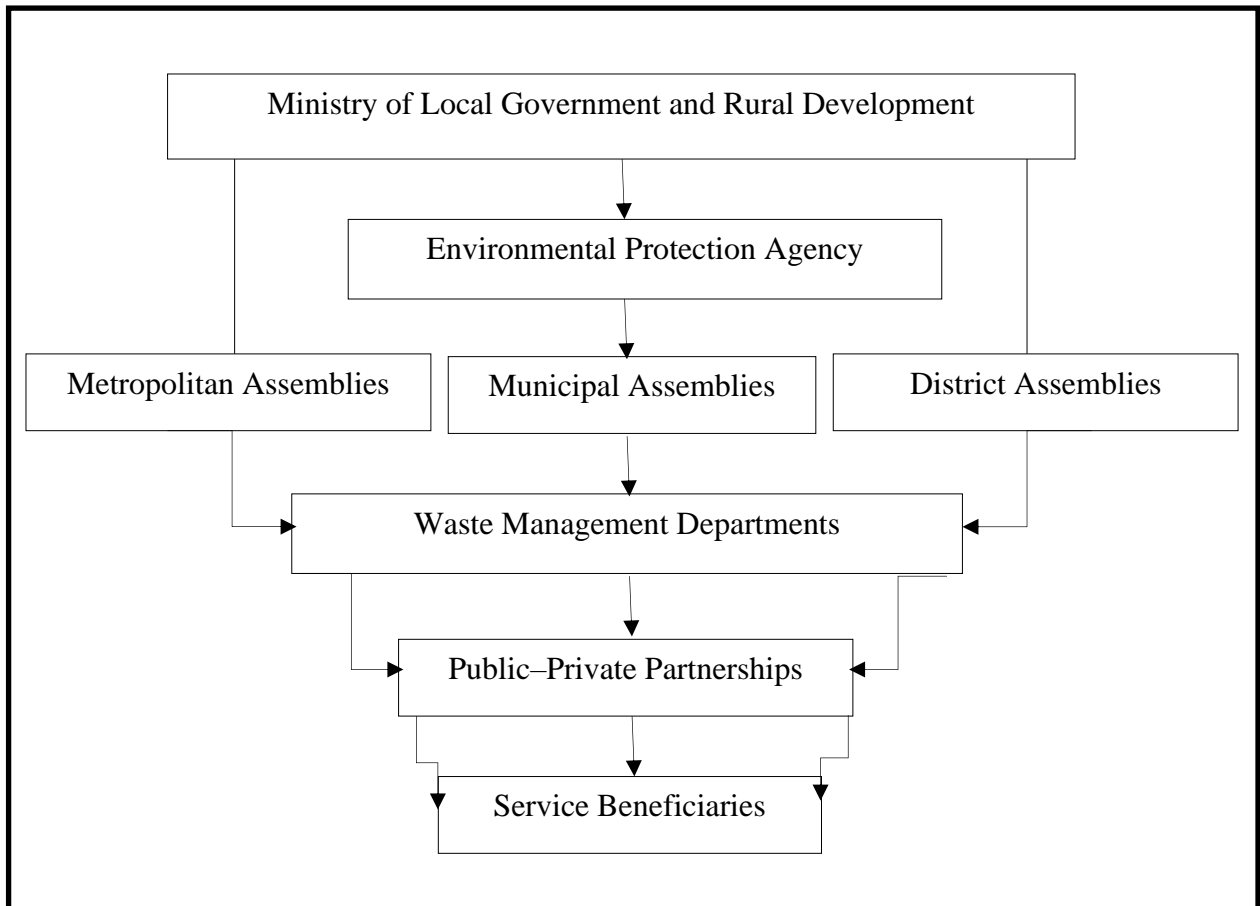 Ministry of Local Government and Rural Development
Environmental Protection Agency
Metropolitan Assemblies
Municipal Assemblies
District Assemblies
Waste Management Departments
Public–Private Partnerships
Service Beneficiaries